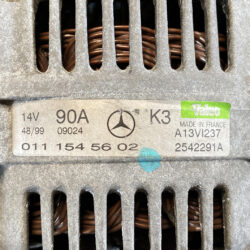 14V 90A K3 Valeo
48/99 09024 MADE IN FRANCE
A13VI237
011 154 56 02 2542291A